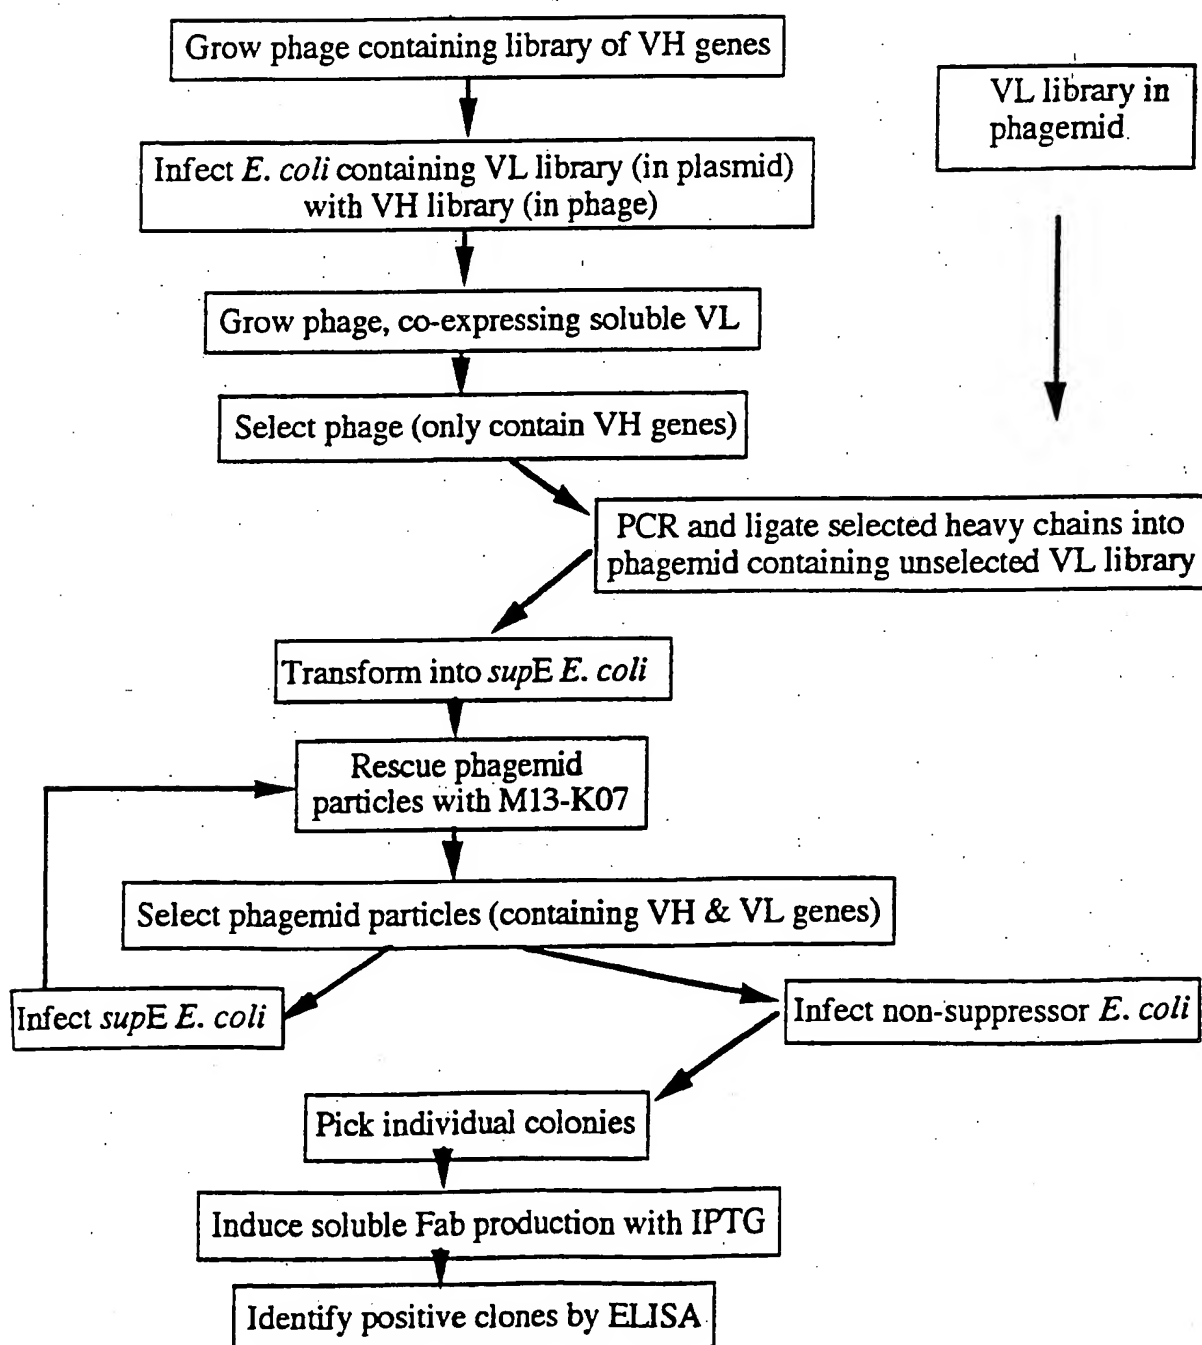 Grow phage containing library of VH genes
VL library in
phagemid.
Infect E. coli containing VL library (in plasmid)
with VH library (in phage)
Grow phage, co-expressing soluble VL
Select phage (only contain VH genes)
PCR and ligate selected heavy chains into
phagemid containing unselected VL library
Transform into supE E. coli
Rescue phagemid
particles with M13-K07
Select phagemid particles (containing VH & VL genes)
Infect supE E. coli
Infect non-suppressor E. coli
Pick individual colonies
Induce soluble Fab production with IPTG
Identify positive clones by ELISA